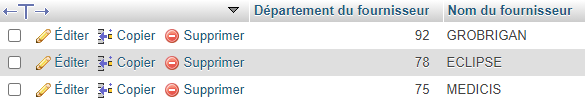 Département du fournisseur Nom du fournisseur
Éditer Copier Supprimer 92 GROBRIGAN
Éditer Copier Supprimer 78 ECLIPSE
Éditer Copier Supprimer 75 MEDICIS